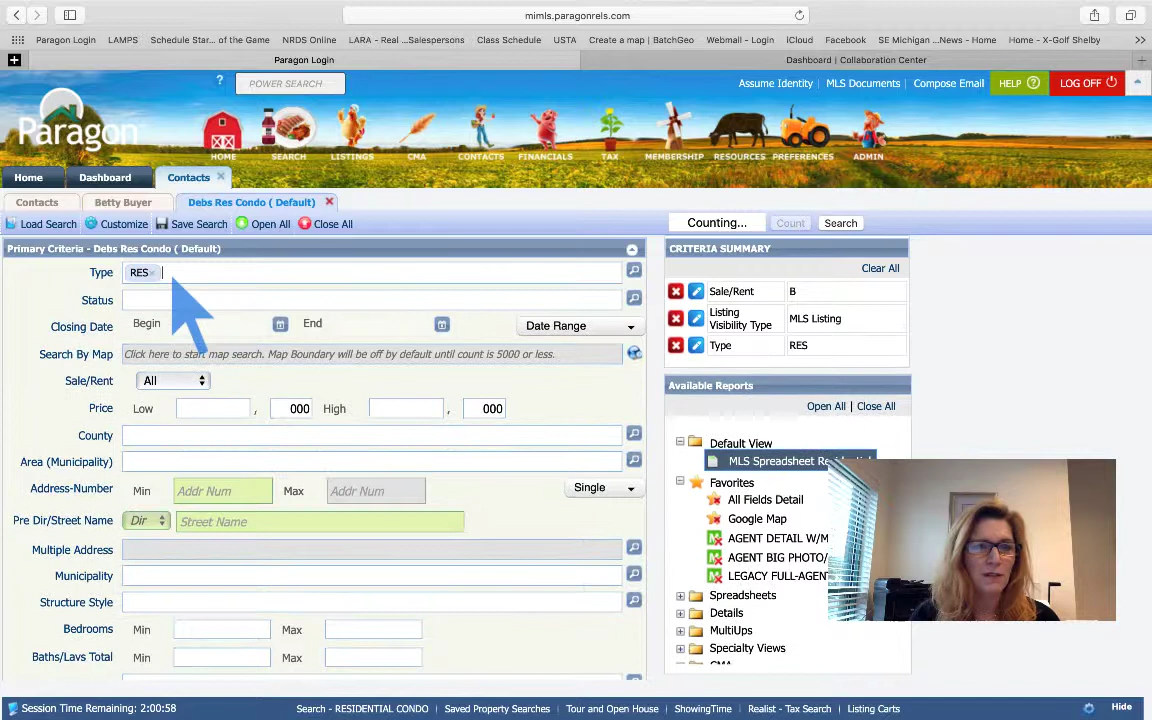 mimls.paragonrels.com
Paragon Login LAMPS Schedule Star... of the Game NRDS Online LARA - Real ...Salespersons Class Schedule USTA Create a map | BatchGeo Webmail - Login iCloud Facebook SE Michigan ...News - Home Home - X-Golf Shelby >>
Paragon Login Dashboard | Collaboration Center
? POWER SEARCH Assume Identity | MLS Documents | Compose Email HELP ? LOG OFF
Paragon
HOME SEARCH LISTINGS CMA CONTACTS FINANCIALS TAX MEMBERSHIP RESOURCES PREFERENCES ADMIN
Home Dashboard Contacts
Contacts Betty Buyer Debs Res Condo ( Default)
Load Search Customize Save Search Open All Close All Counting... Count Search
Primary Criteria - Debs Res Condo ( Default)
Type RES
Status
Closing Date Begin End Date Range
Search By Map Click here to start map search. Map Boundary will be off by default until count is 5000 or less.
Sale/Rent All
Price Low , 000 High , 000
County
Area (Municipality)
Address-Number Min Addr Num Max Addr Num Single
Pre Dir/Street Name Dir Street Name
Multiple Address
Municipality
Structure Style
Bedrooms Min Max
Baths/Lavs Total Min Max
CRITERIA SUMMARY
Clear All
Sale/Rent B
Listing Visibility Type MLS Listing
Type RES
Available Reports
Open All | Close All
Default View
MLS Spreadsheet Residential
Favorites
All Fields Detail
Google Map
AGENT DETAIL W/M
AGENT BIG PHOTO/
LEGACY FULL-AGEN
Spreadsheets
Details
MultiUps
Specialty Views
CMA
Session Time Remaining: 2:00:58 Search - RESIDENTIAL CONDO | Saved Property Searches | Tour and Open House | ShowingTime | Realist - Tax Search | Listing Carts Hide